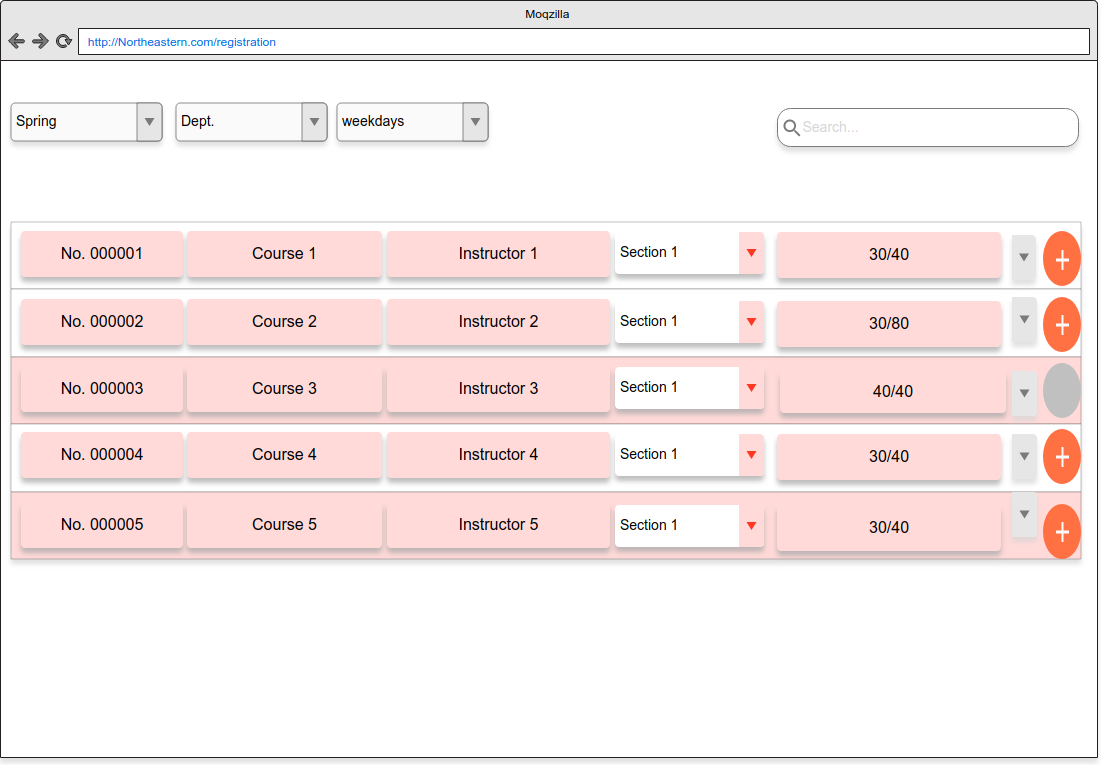 Moqzilla
http://Northeastern.com/registration
Spring Dept. weekdays Search...
No. 000001 Course 1 Instructor 1 Section 1 30/40 +
No. 000002 Course 2 Instructor 2 Section 1 30/80 +
No. 000003 Course 3 Instructor 3 Section 1 40/40
No. 000004 Course 4 Instructor 4 Section 1 30/40 +
No. 000005 Course 5 Instructor 5 Section 1 30/40 +